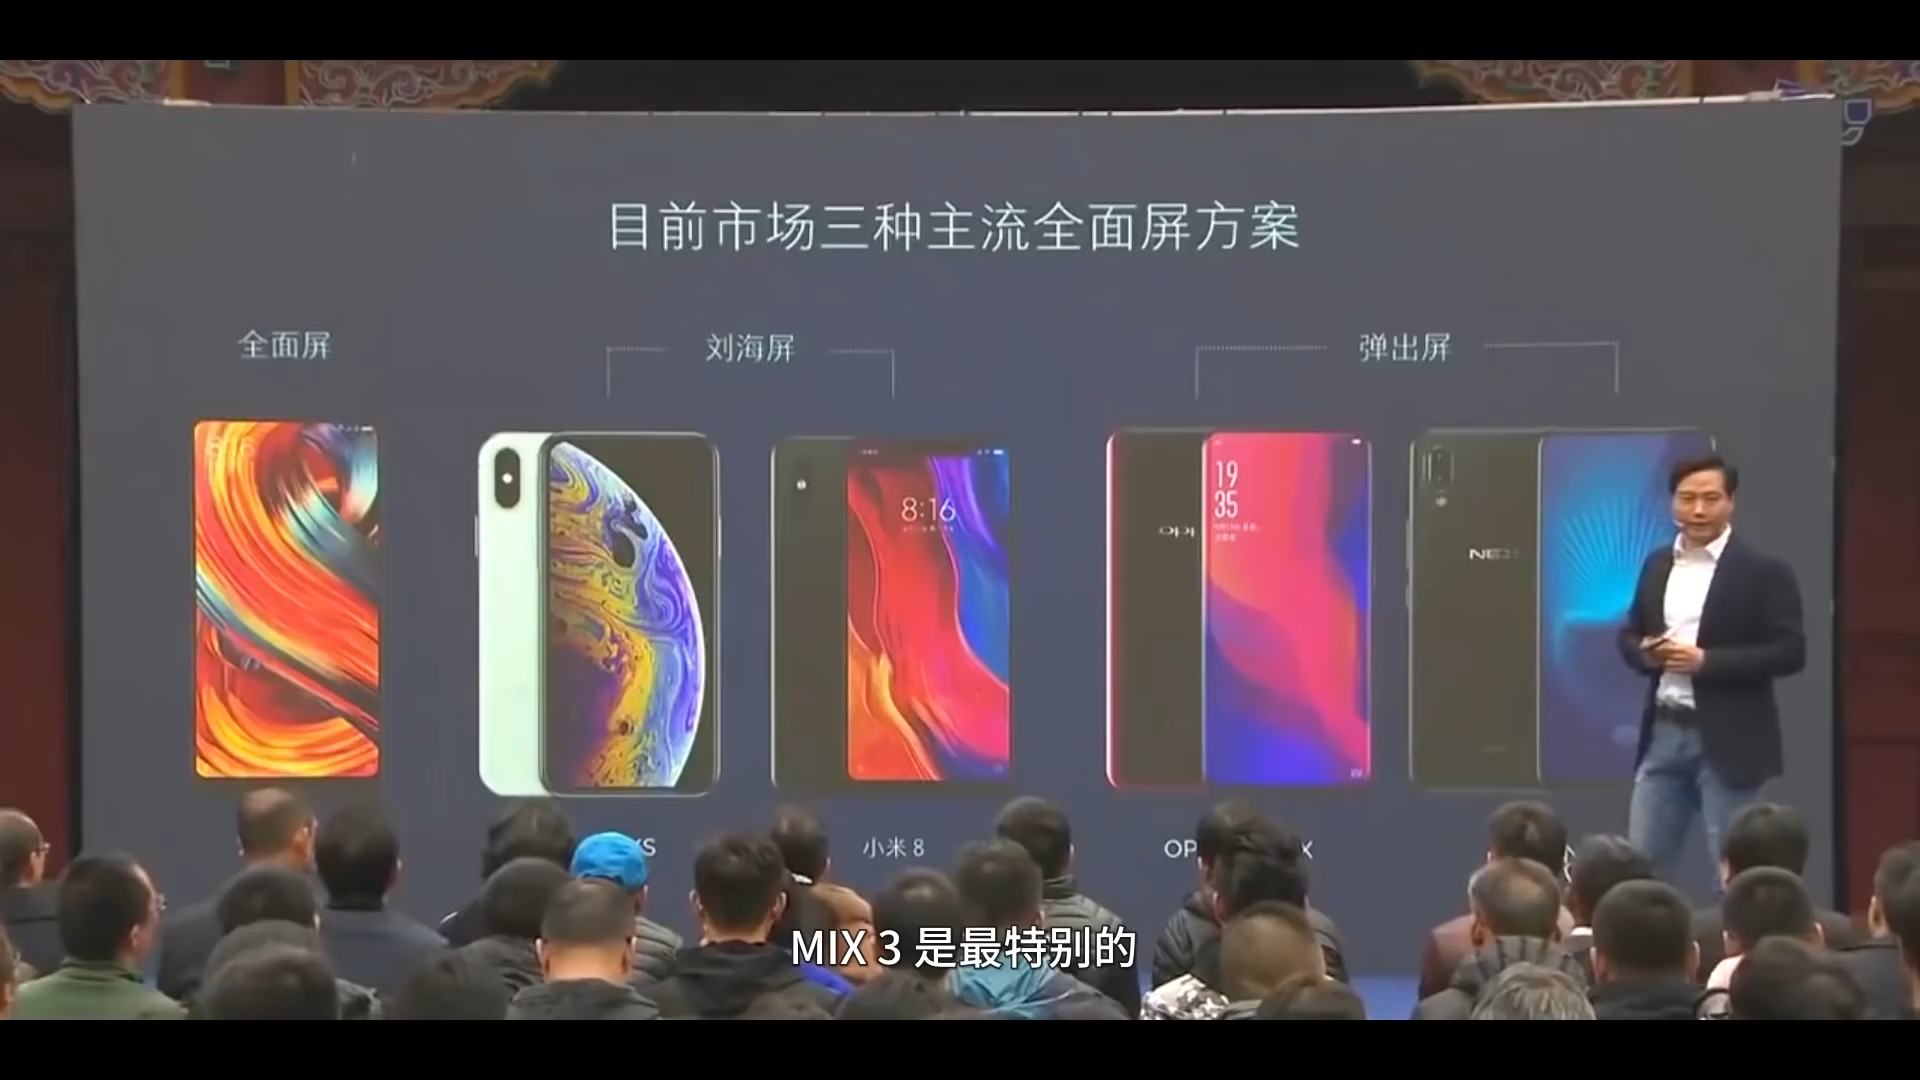 目前市场三种主流全面屏方案
全面屏
刘海屏
弹出屏
8:16
19
35
NEX
小米 8
MIX 3 是最特别的